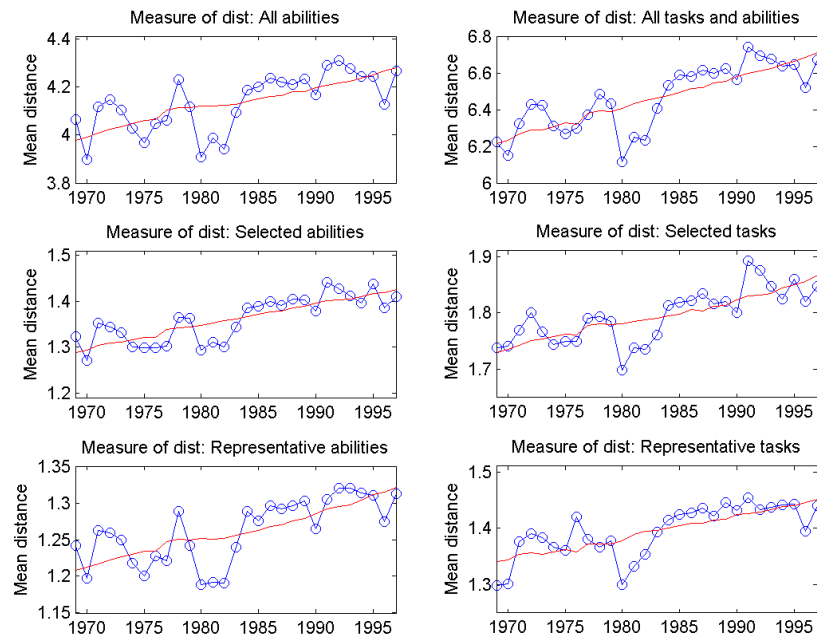 Measure of dist: All abilities
Mean distance
4.4
4.2
4
3.8
1970 1975 1980 1985 1990 1995
Measure of dist: All tasks and abilities
Mean distance
6.8
6.6
6.4
6.2
6
1970 1975 1980 1985 1990 1995
Measure of dist: Selected abilities
Mean distance
1.5
1.4
1.3
1.2
1970 1975 1980 1985 1990 1995
Measure of dist: Selected tasks
Mean distance
1.9
1.8
1.7
1970 1975 1980 1985 1990 1995
Measure of dist: Representative abilities
Mean distance
1.35
1.3
1.25
1.2
1.15
1970 1975 1980 1985 1990 1995
Measure of dist: Representative tasks
Mean distance
1.5
1.4
1.3
1970 1975 1980 1985 1990 1995